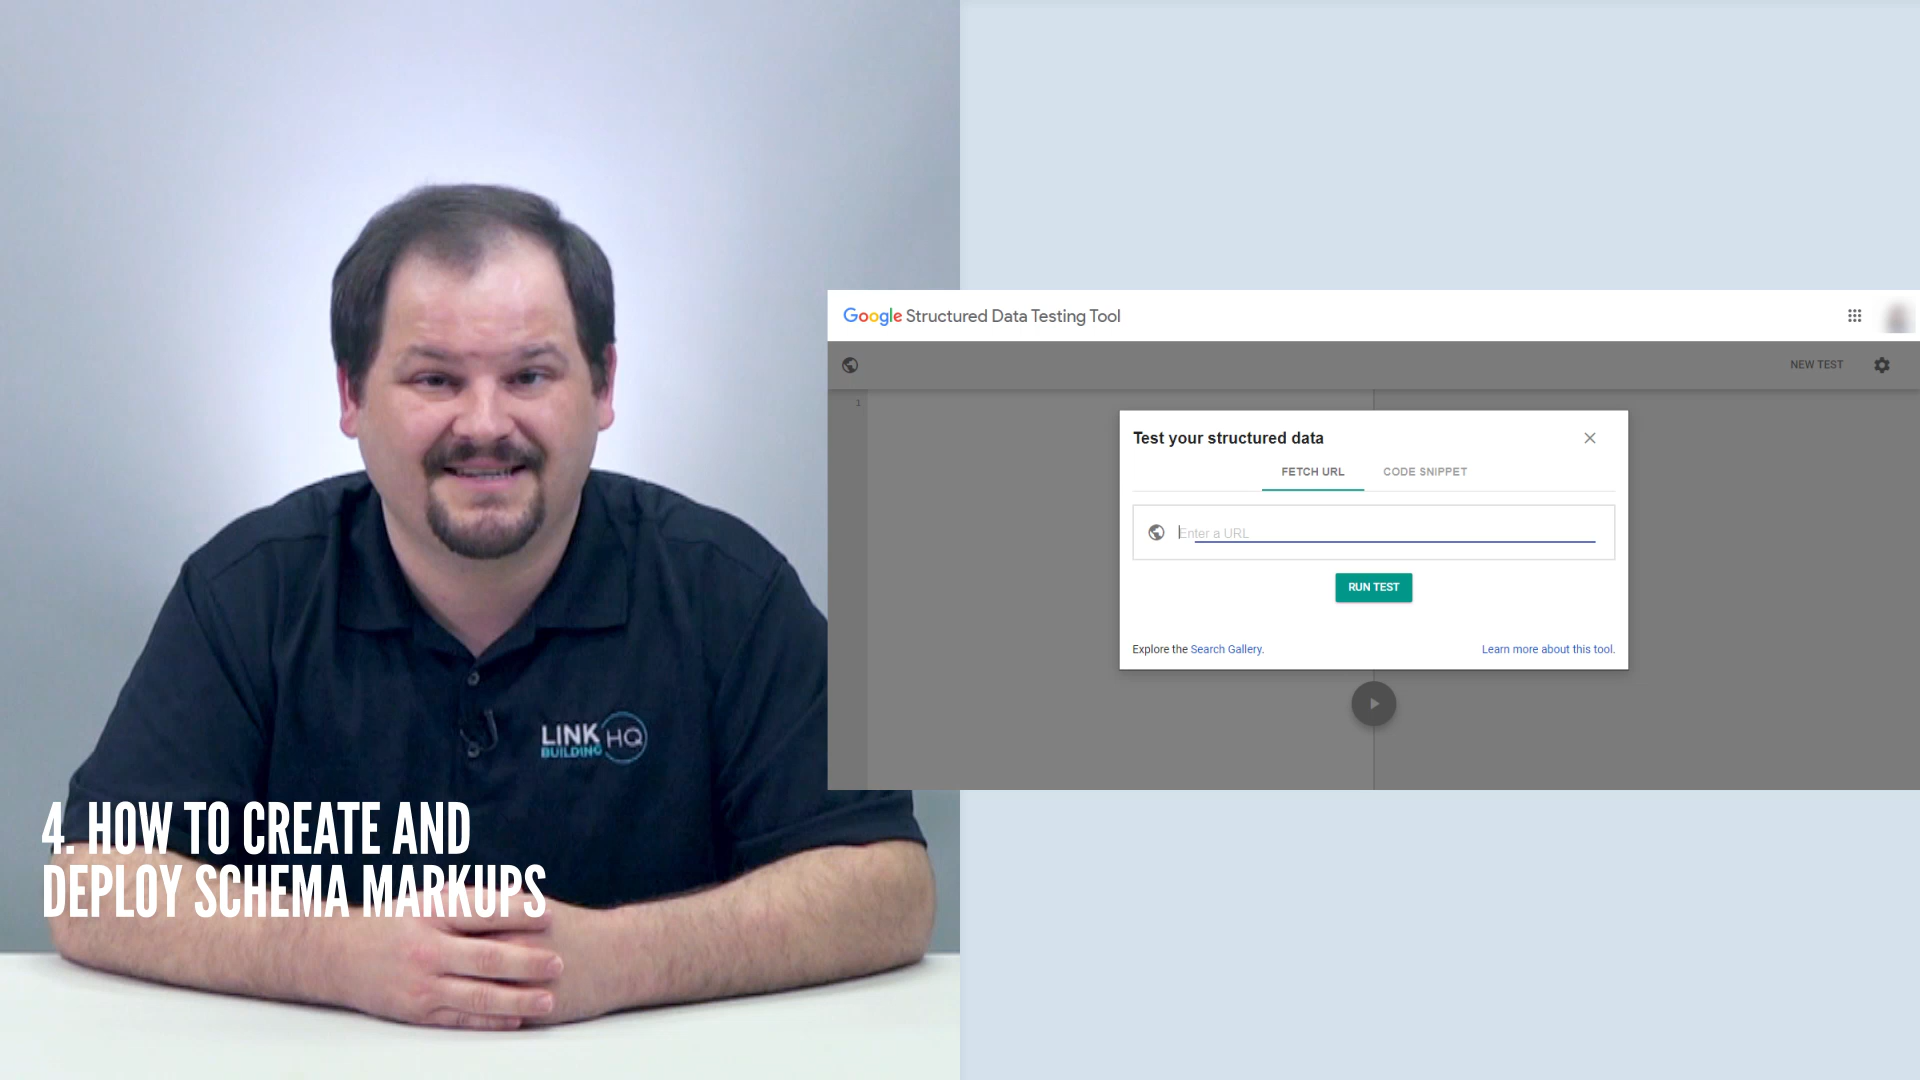 LINK
BUILDING
HQ
4. HOW TO CREATE AND
DEPLOY SCHEMA MARKUPS
Google Structured Data Testing Tool
NEW TEST
1
Test your structured data
FETCH URL
CODE SNIPPET
Enter a URL
RUN TEST
Explore the Search Gallery.
Learn more about this tool.